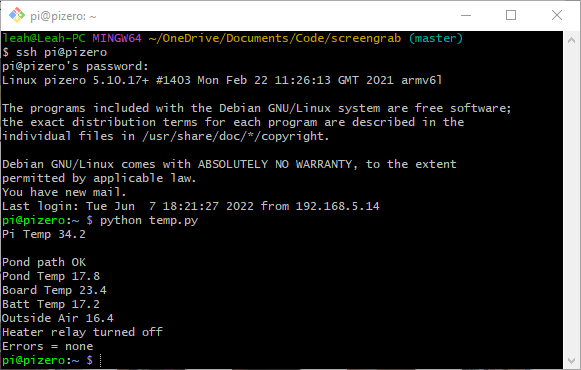 pi@pizero: ~
leah@Leah-PC MINGW64 ~/OneDrive/Documents/Code/screengrab (master)
$ ssh pi@pizero
pi@pizero's password:
Linux pizero 5.10.17+ #1403 Mon Feb 22 11:26:13 GMT 2021 armv6l

The programs included with the Debian GNU/Linux system are free software;
the exact distribution terms for each program are described in the
individual files in /usr/share/doc/*/copyright.

Debian GNU/Linux comes with ABSOLUTELY NO WARRANTY, to the extent
permitted by applicable law.
You have new mail.
Last login: Tue Jun  7 18:21:27 2022 from 192.168.5.14
pi@pizero:~ $ python temp.py
Pi Temp 34.2

Pond path OK
Pond Temp 17.8
Board Temp 23.4
Batt Temp 17.2
Outside Air 16.4
Heater relay turned off
Errors = none
pi@pizero:~ $